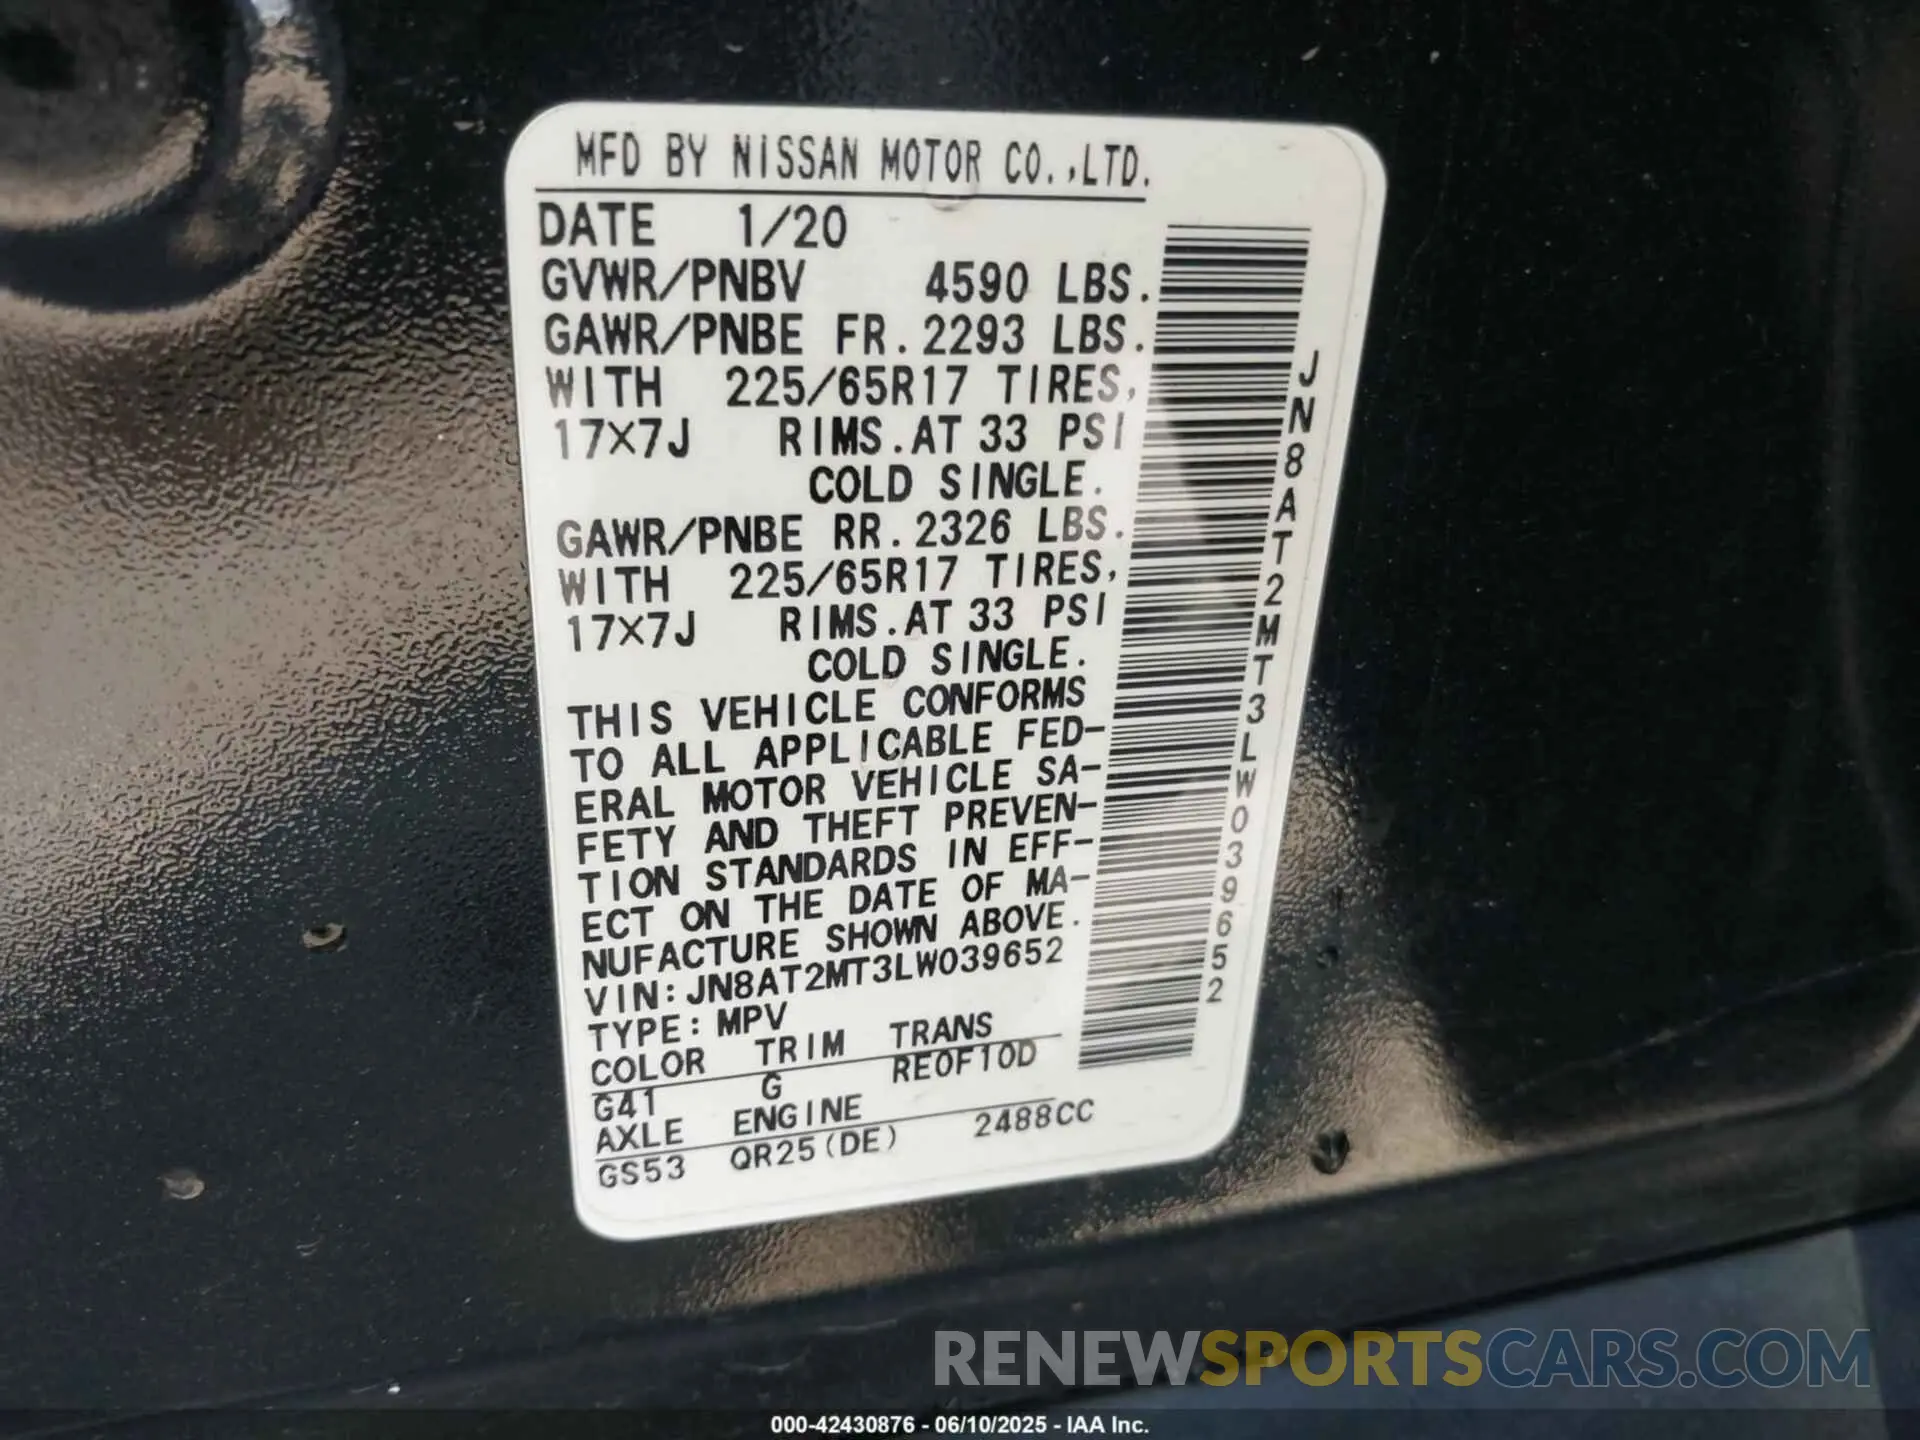 MFD BY NISSAN MOTOR CO.,LTD.
DATE 1/20
GVWR/PNBV 4590 LBS.
GAWR/PNBE FR. 2293 LBS.
WITH 225/65R17 TIRES,
17X7J RIMS. AT 33 PSI
COLD SINGLE.
GAWR/PNBE RR. 2326 LBS.
WITH 225/65R17 TIRES,
17X7J RIMS. AT 33 PSI
COLD SINGLE.
THIS VEHICLE CONFORMS
TO ALL APPLICABLE FED-
ERAL MOTOR VEHICLE SA-
FETY AND THEFT PREVEN-
TION STANDARDS IN EFF-
ECT ON THE DATE OF MA-
NUFACTURE SHOWN ABOVE.
VIN: JN8AT2MT3LW039652
TYPE: MPV
COLOR TRIM TRANS
G41 G RE0F10D
AXLE ENGINE
GS53 QR25(DE) 2488CC
JN8AT2MT3LW039652
RENEWSPORTSCARS.COM
000-42430876 - 06/10/2025 - IAA Inc.